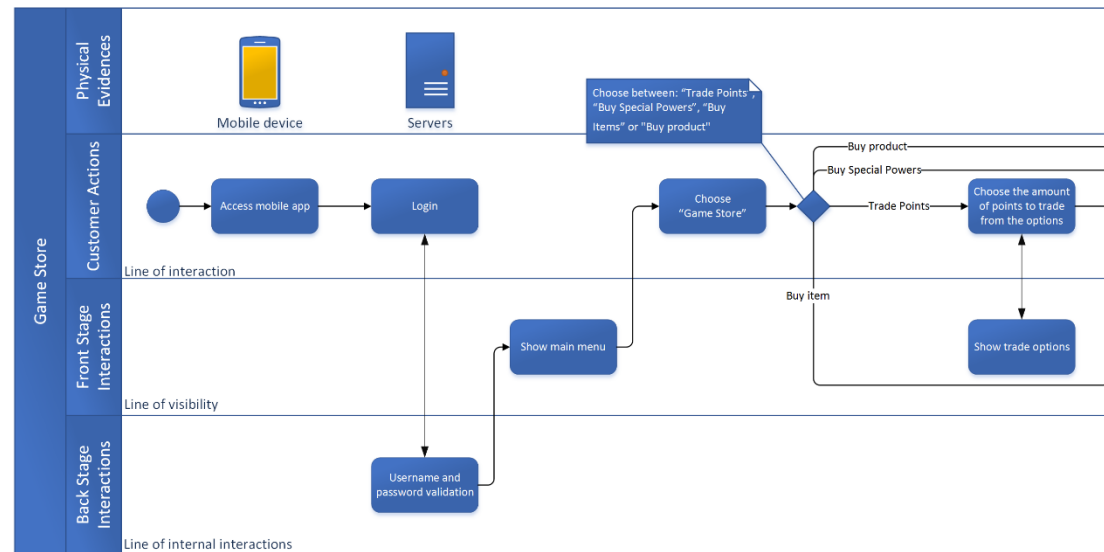 Game Store
Physical
Evidences
Mobile device
Servers
Choose between: “Trade Points”,
“Buy Special Powers”, “Buy
Items” or "Buy product"
Customer Actions
Access mobile app
Login
Choose
“Game Store”
Buy product
Buy Special Powers
Trade Points
Choose the amount
of points to trade
from the options
Line of interaction
Front Stage
Interactions
Buy item
Show main menu
Show trade options
Line of visibility
Back Stage
Interactions
Username and
password validation
Line of internal interactions